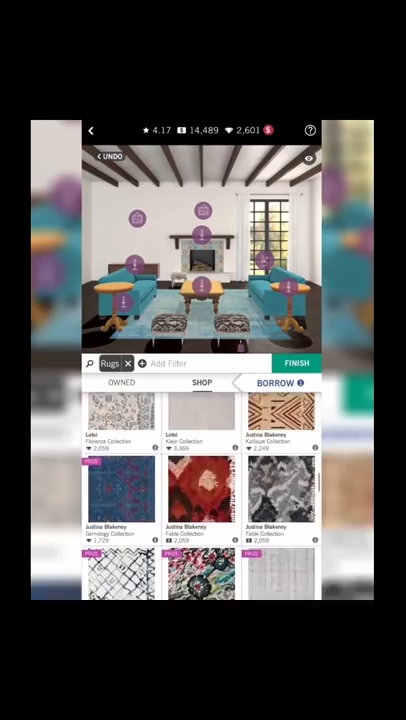 4.17 14,489 2,601
UNDO
Rugs Add Filter FINISH
OWNED SHOP BORROW
Loloi Loloi Justina Blakeney
Florence Collection Klein Collection Kallope Collection
2,059 3,369 2,249
PRIZE
Justina Blakeney Justina Blakeney Justina Blakeney
Gemology Collection Fable Collection Fable Collection
1,729 2,059 2,059
PRIZE PRIZE PRIZE